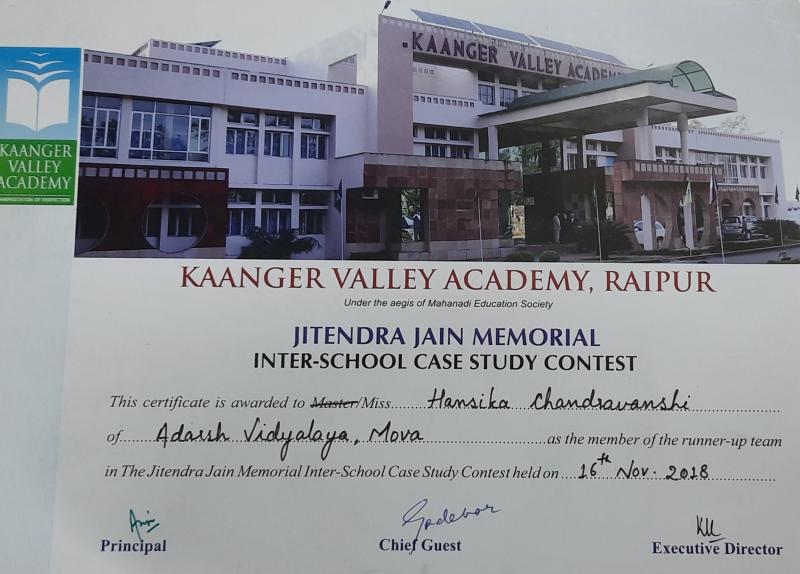 KAANGER VALLEY ACADEMY
KAANGER
VALLEY
ACADEMY
KAANGER VALLEY ACADEMY, RAIPUR
Under the aegis of Mahanadi Education Society
JITENDRA JAIN MEMORIAL
INTER-SCHOOL CASE STUDY CONTEST
This certificate is awarded to Master/Miss Hansika Chandravanshi
of Adarsh Vidyalaya, Mova as the member of the runner-up team
in The Jitendra Jain Memorial Inter-School Case Study Contest held on 16th Nov. 2018
Principal Chief Guest Executive Director